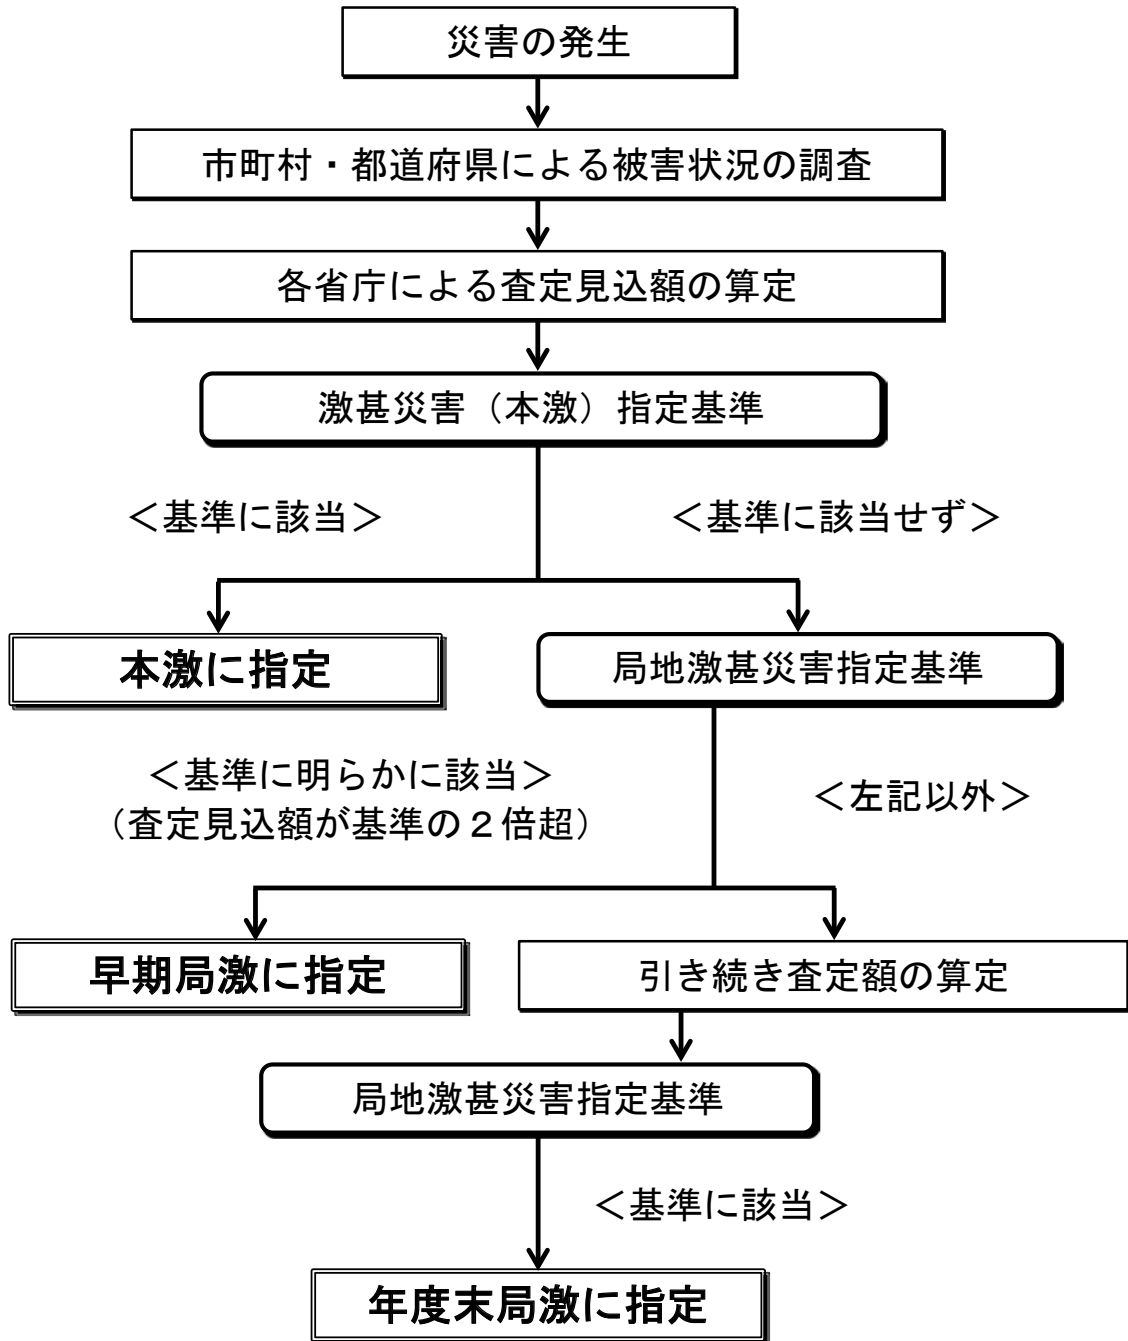 災害の発生
市町村・都道府県による被害状況の調査
各省庁による査定見込額の算定
激甚災害（本激）指定基準
＜基準に該当＞
＜基準に該当せず＞
本激に指定
局地激甚災害指定基準
＜基準に明らかに該当＞
（査定見込額が基準の２倍超）
＜左記以外＞
早期局激に指定
引き続き査定額の算定
局地激甚災害指定基準
＜基準に該当＞
年度末局激に指定